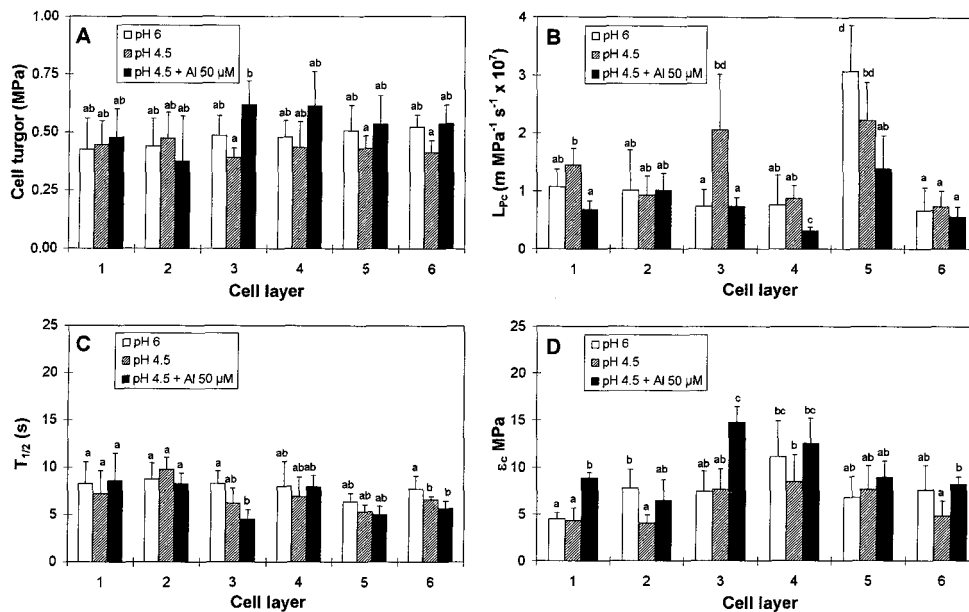 A
Cell turgor (MPa)
1.00
0.75
0.50
0.25
0.00
pH 6
pH 4.5
pH 4.5 + Al 50 µM
ab ab ab
ab ab ab
ab a b
ab ab ab
ab ab ab
ab a ab
1 2 3 4 5 6
Cell layer
B
L_Pc (m MPa⁻¹ s⁻¹ x 10⁷)
4
3
2
1
0
pH 6
pH 4.5
pH 4.5 + Al 50 µM
ab b a
ab ab ab
a bd a
ab ab c
d bd ab
a a a
1 2 3 4 5 6
Cell layer
C
T1/2 (s)
25
20
15
10
5
0
pH 6
pH 4.5
pH 4.5 + Al 50 µM
a a a
a a a
a ab b
ab ab ab
ab ab ab
a b b
1 2 3 4 5 6
Cell layer
D
εc MPa
25
20
15
10
5
0
pH 6
pH 4.5
pH 4.5 + Al 50 µM
a a b
b a ab
ab ab c
bc b bc
ab ab ab
ab a b
1 2 3 4 5 6
Cell layer